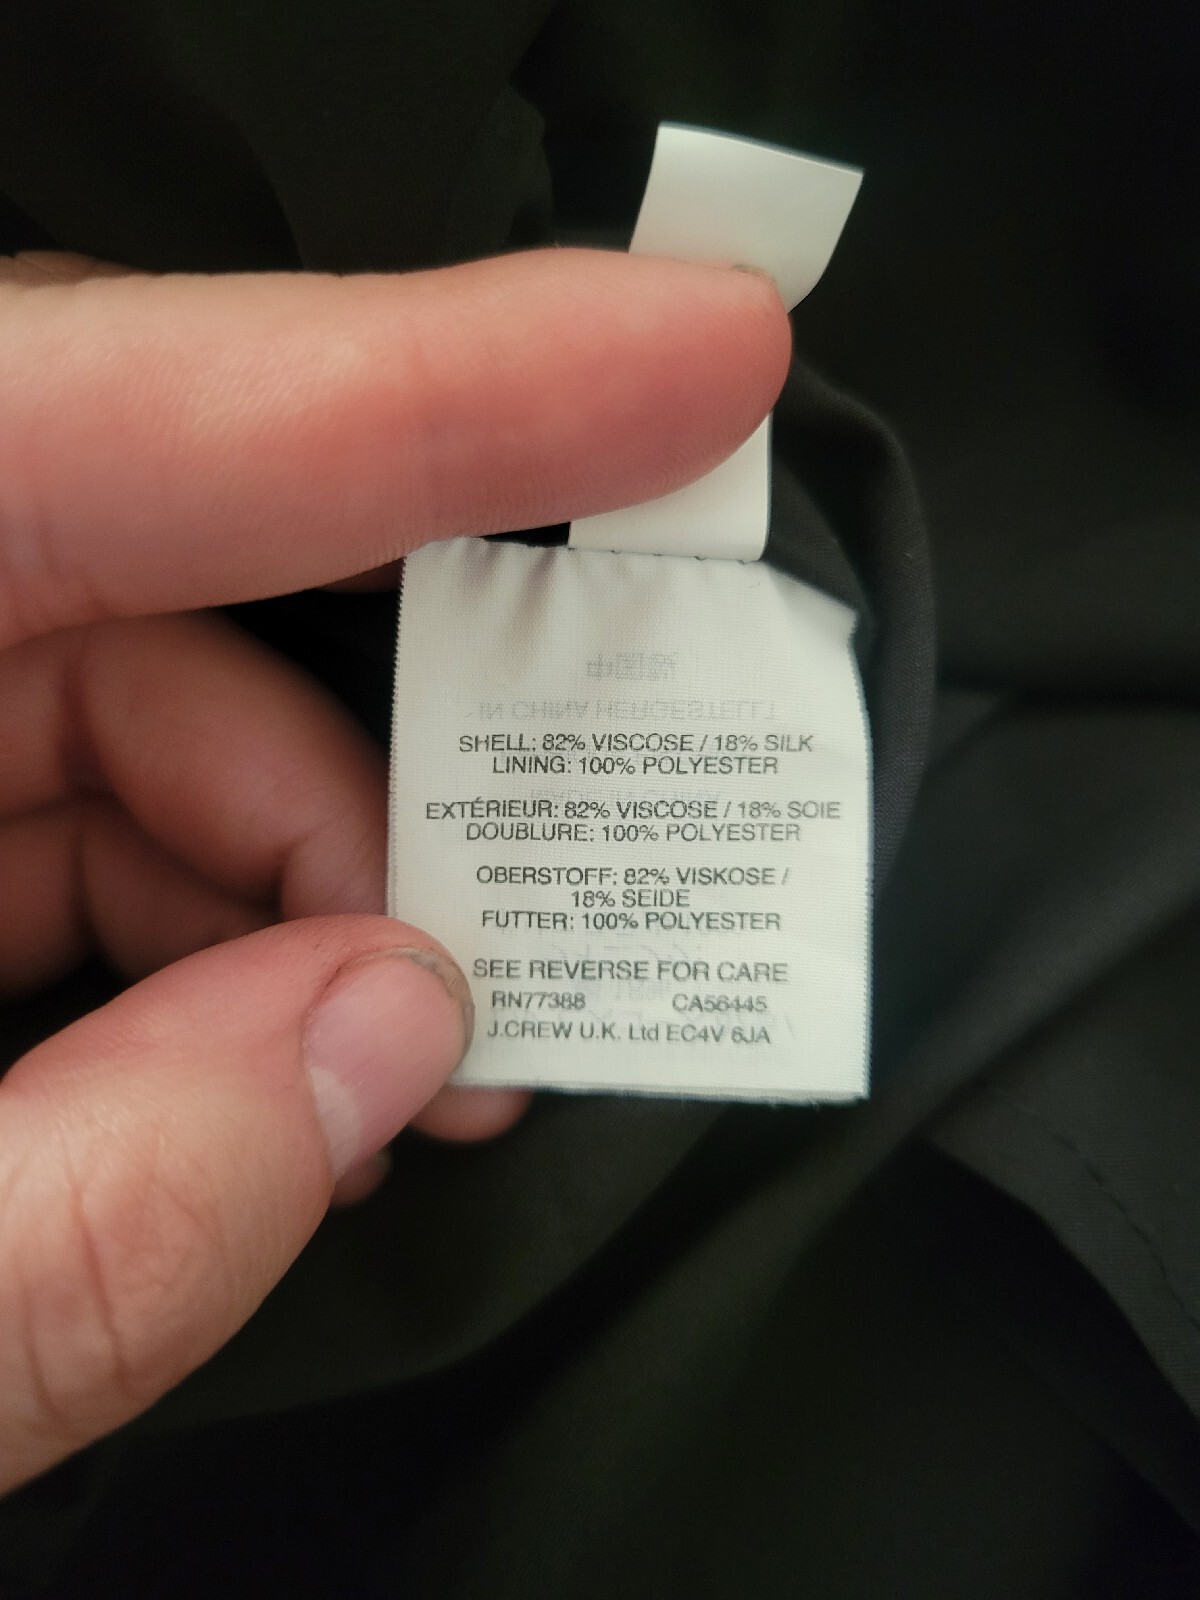 SHELL: 82% VISCOSE / 18% SILK
LINING: 100% POLYESTER
EXTÉRIEUR: 82% VISCOSE / 18% SOIE
DOUBLURE: 100% POLYESTER
OBERSTOFF: 82% VISKOSE /
18% SEIDE
FUTTER: 100% POLYESTER
SEE REVERSE FOR CARE
RN77388 CA56445
J.CREW U.K. Ltd EC4V 6JA